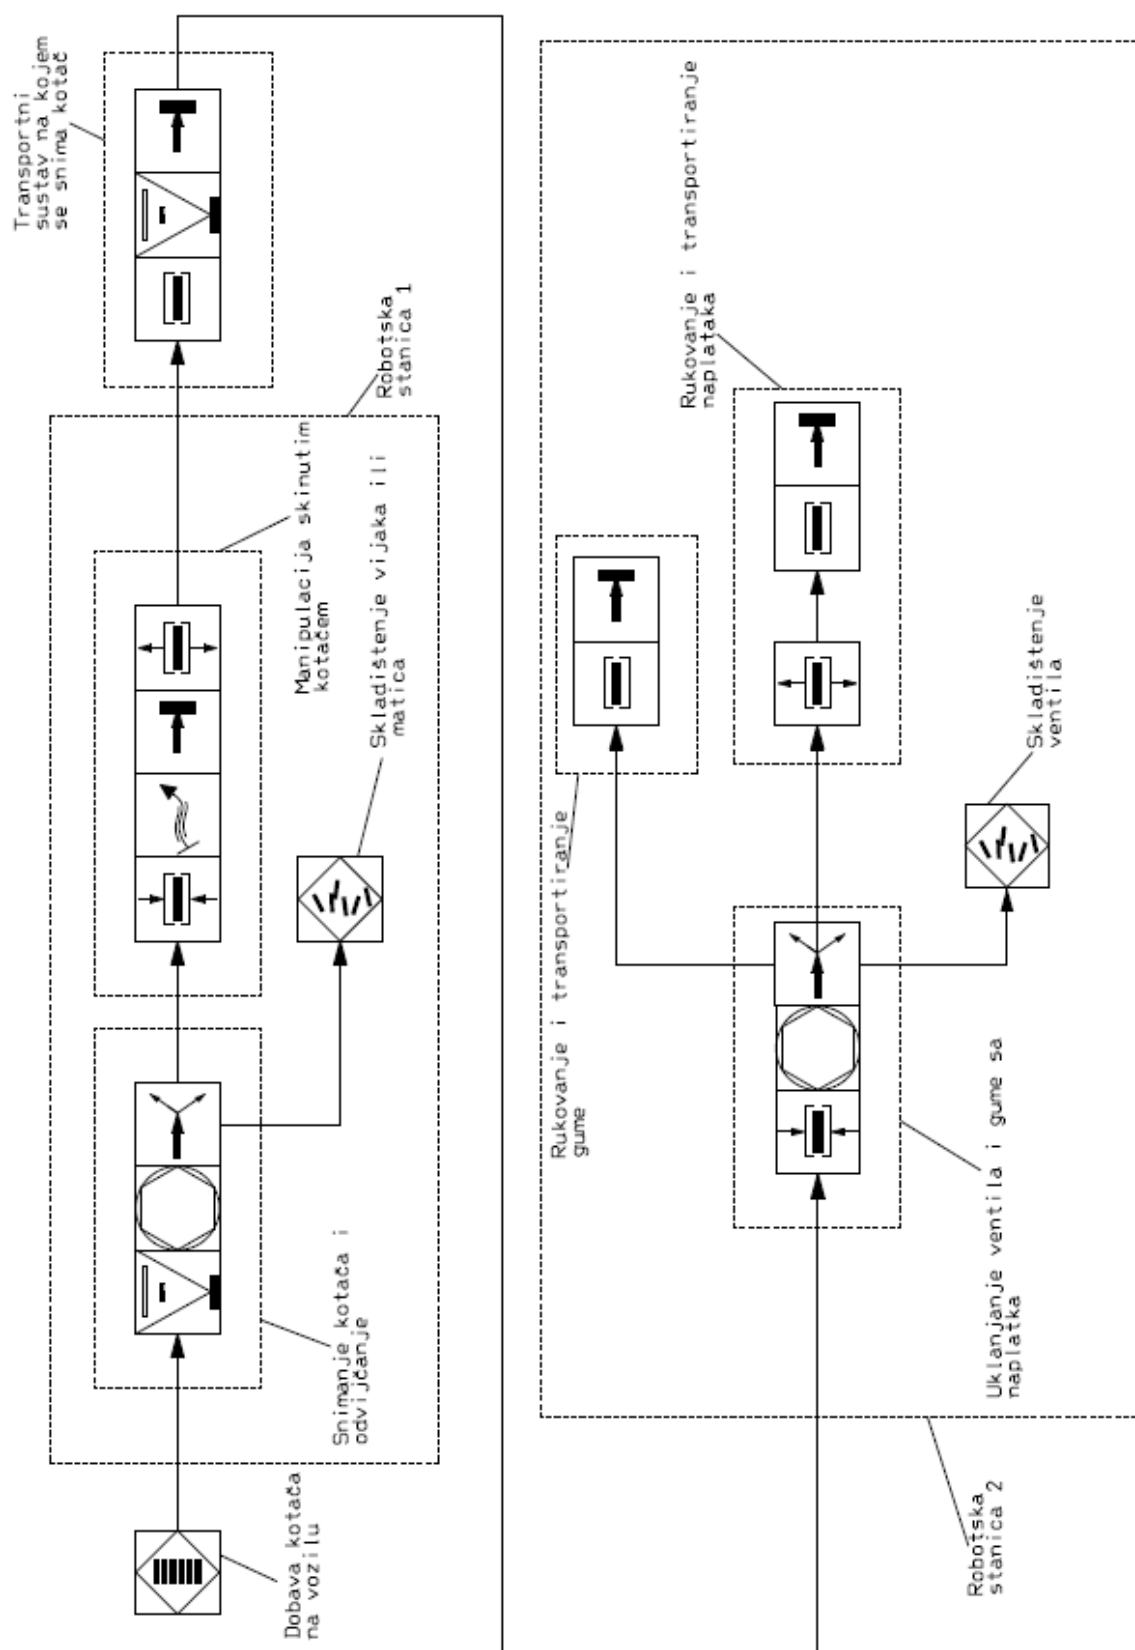 Dobava kotača
na vozilu
Snimanje kotača i
odvijčanje
Skladištenje vijaka ili
matica
Manipulacija skinutim
kotačem
Robotska
stanica 1
Transportni
sustav na kojem
se snima kotač
Robotska
stanica 2
Uklanjanje ventila i gume sa
naplatka
Skladištenje
ventila
Rukovanje i transportiranje
gume
Rukovanje i transportiranje
naplataka